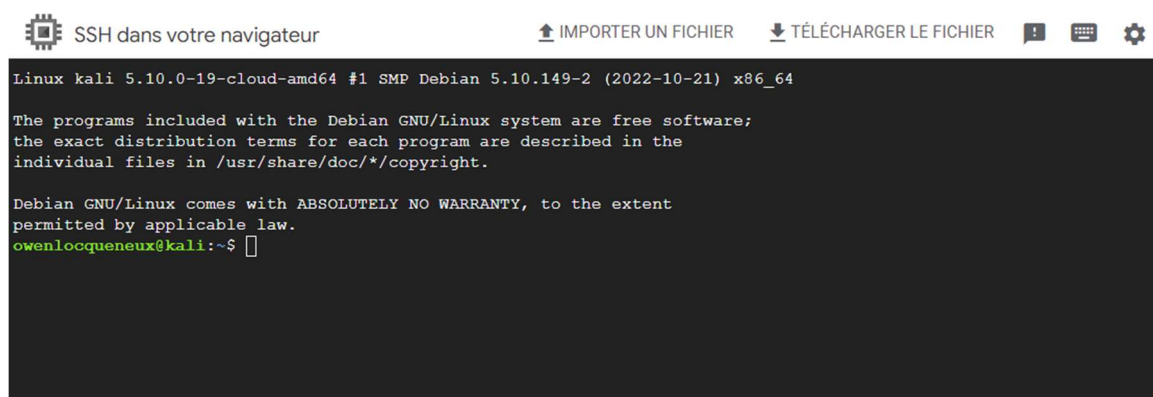 SSH dans votre navigateur
IMPORTER UN FICHIER
TÉLÉCHARGER LE FICHIER
Linux kali 5.10.0-19-cloud-amd64 #1 SMP Debian 5.10.149-2 (2022-10-21) x86_64
The programs included with the Debian GNU/Linux system are free software;
the exact distribution terms for each program are described in the
individual files in /usr/share/doc/*/copyright.
Debian GNU/Linux comes with ABSOLUTELY NO WARRANTY, to the extent
permitted by applicable law.
owenlocqueneux@kali:~$